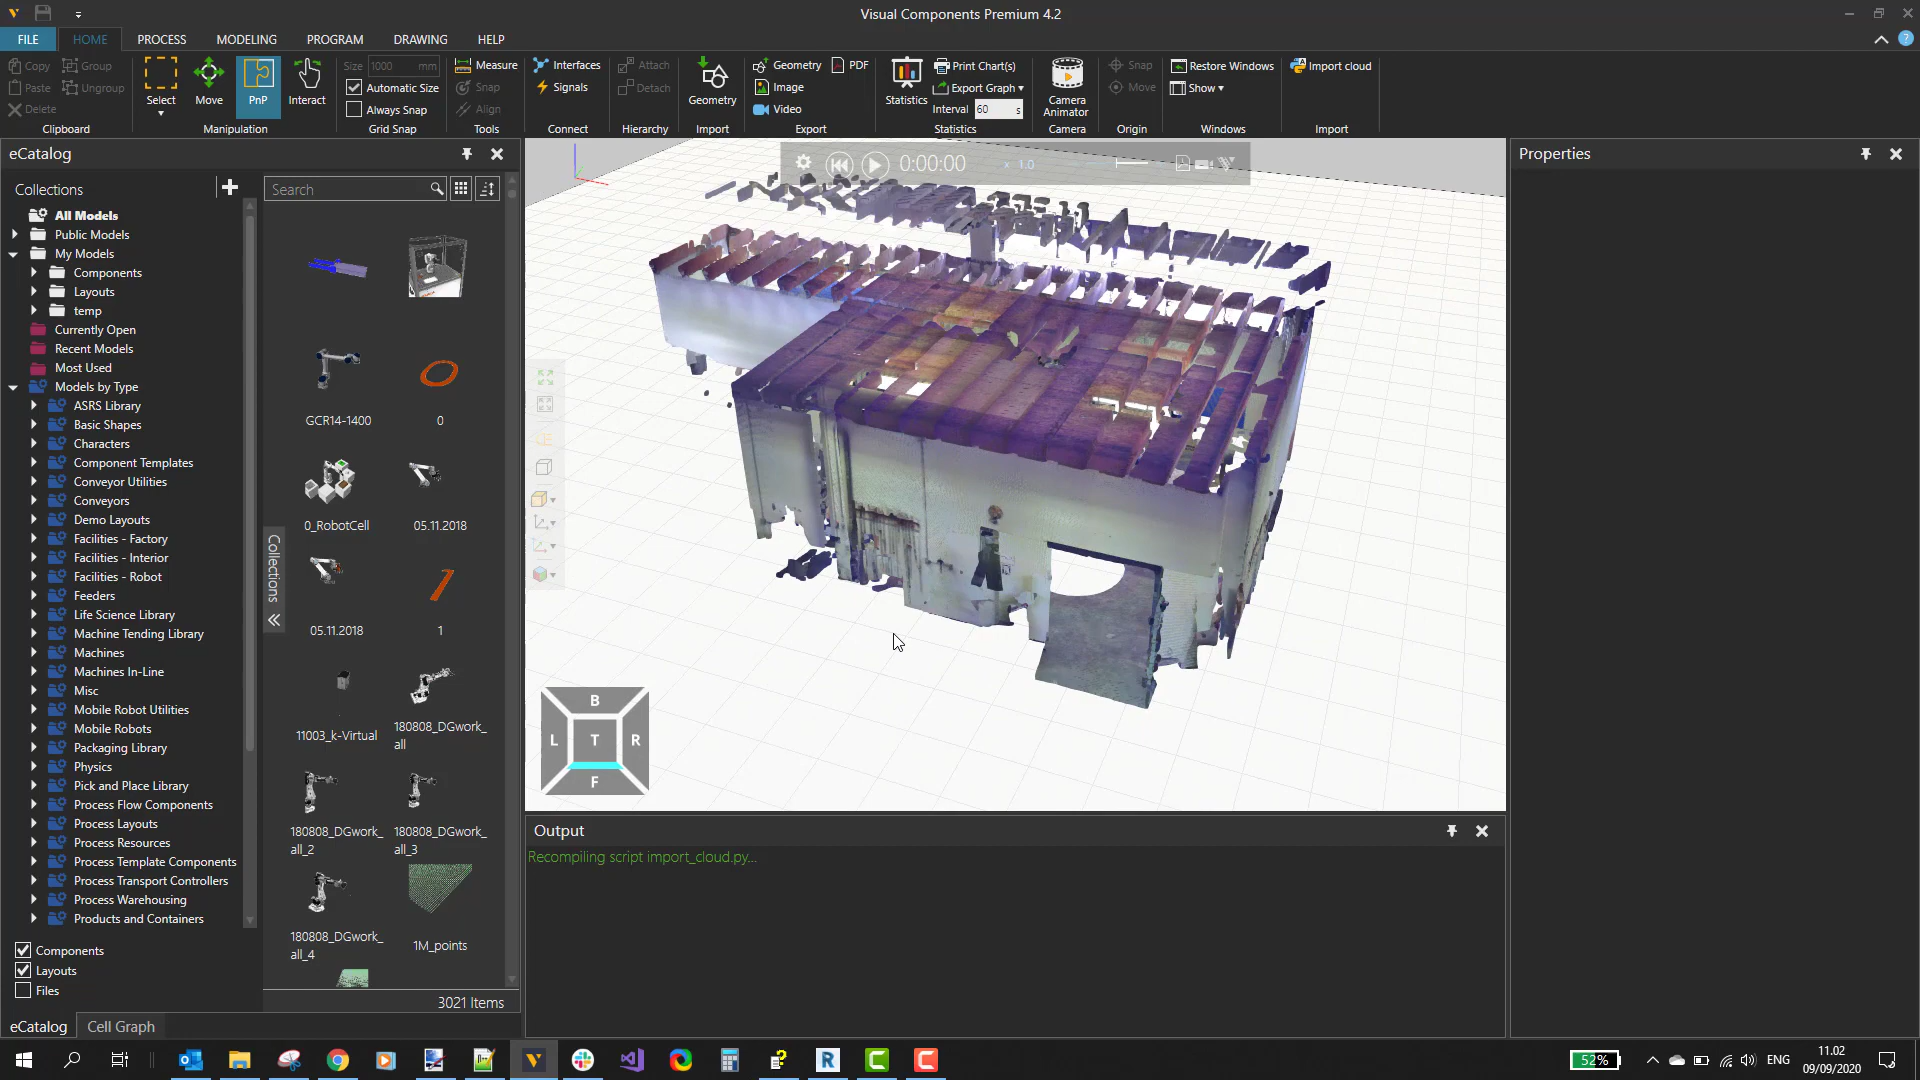 Visual Components Premium 4.2
FILE
HOME
PROCESS
MODELING
PROGRAM
DRAWING
HELP
Copy
Group
Paste
Ungroup
Delete
Clipboard
Select
Move
PnP
Interact
Manipulation
Size 1000 mm
Automatic Size
Always Snap
Grid Snap
Measure
Snap
Align
Tools
Interfaces
Signals
Connect
Attach
Detach
Hierarchy
Geometry
Import
Geometry
PDF
Image
Video
Export
Statistics
Print Chart(s)
Export Graph
Interval 60 s
Statistics
Camera Animator
Camera
Snap
Move
Origin
Restore Windows
Show
Windows
Import cloud
Import
eCatalog
Collections
All Models
Public Models
My Models
Components
Layouts
temp
Currently Open
Recent Models
Most Used
Models by Type
ASRS Library
Basic Shapes
Characters
Component Templates
Conveyor Utilities
Conveyors
Demo Layouts
Facilities - Factory
Facilities - Interior
Facilities - Robot
Feeders
Life Science Library
Machine Tending Library
Machines
Machines In-Line
Misc
Mobile Robot Utilities
Mobile Robots
Packaging Library
Physics
Pick and Place Library
Process Flow Components
Process Layouts
Process Resources
Process Template Components
Process Transport Controllers
Process Warehousing
Products and Containers
Components
Layouts
Files
Collections
Search
GCR14-1400
0
0_RobotCell
05.11.2018
05.11.2018
1
11003_k-Virtual
180808_DGwork_
all
180808_DGwork_
all_2
180808_DGwork_
all_3
180808_DGwork_
all_4
1M_points
3021 Items
eCatalog
Cell Graph
0:00:00
x 1.0
B
L
T
R
F
Output
Recompiling script import_cloud.py...
Properties
52%
ENG
11.02
09/09/2020